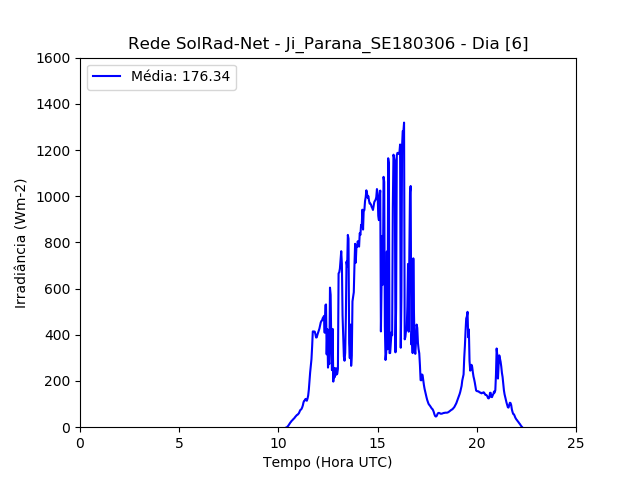 Rede SolRad-Net - Ji_Parana_SE180306 - Dia [6]
Média: 176.34
1600
1400
1200
1000
800
600
400
200
0
Irradiância (Wm-2)
0 5 10 15 20 25
Tempo (Hora UTC)